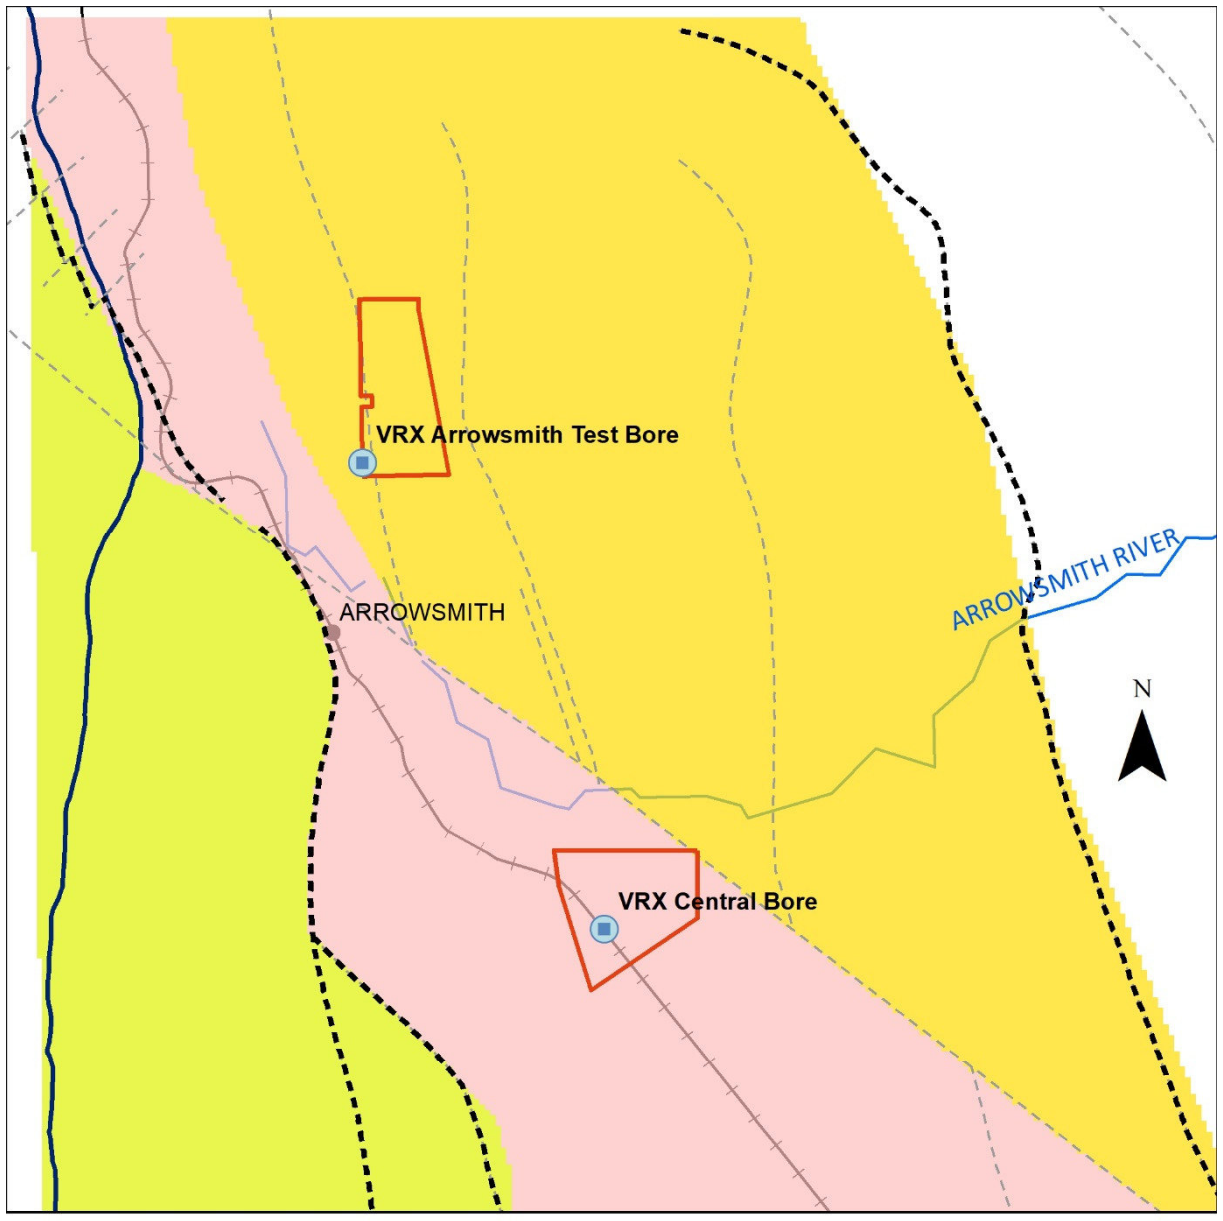 VRX Arrowsmith Test Bore
ARROWSMITH RIVER
ARROWSMITH
N
VRX Central Bore